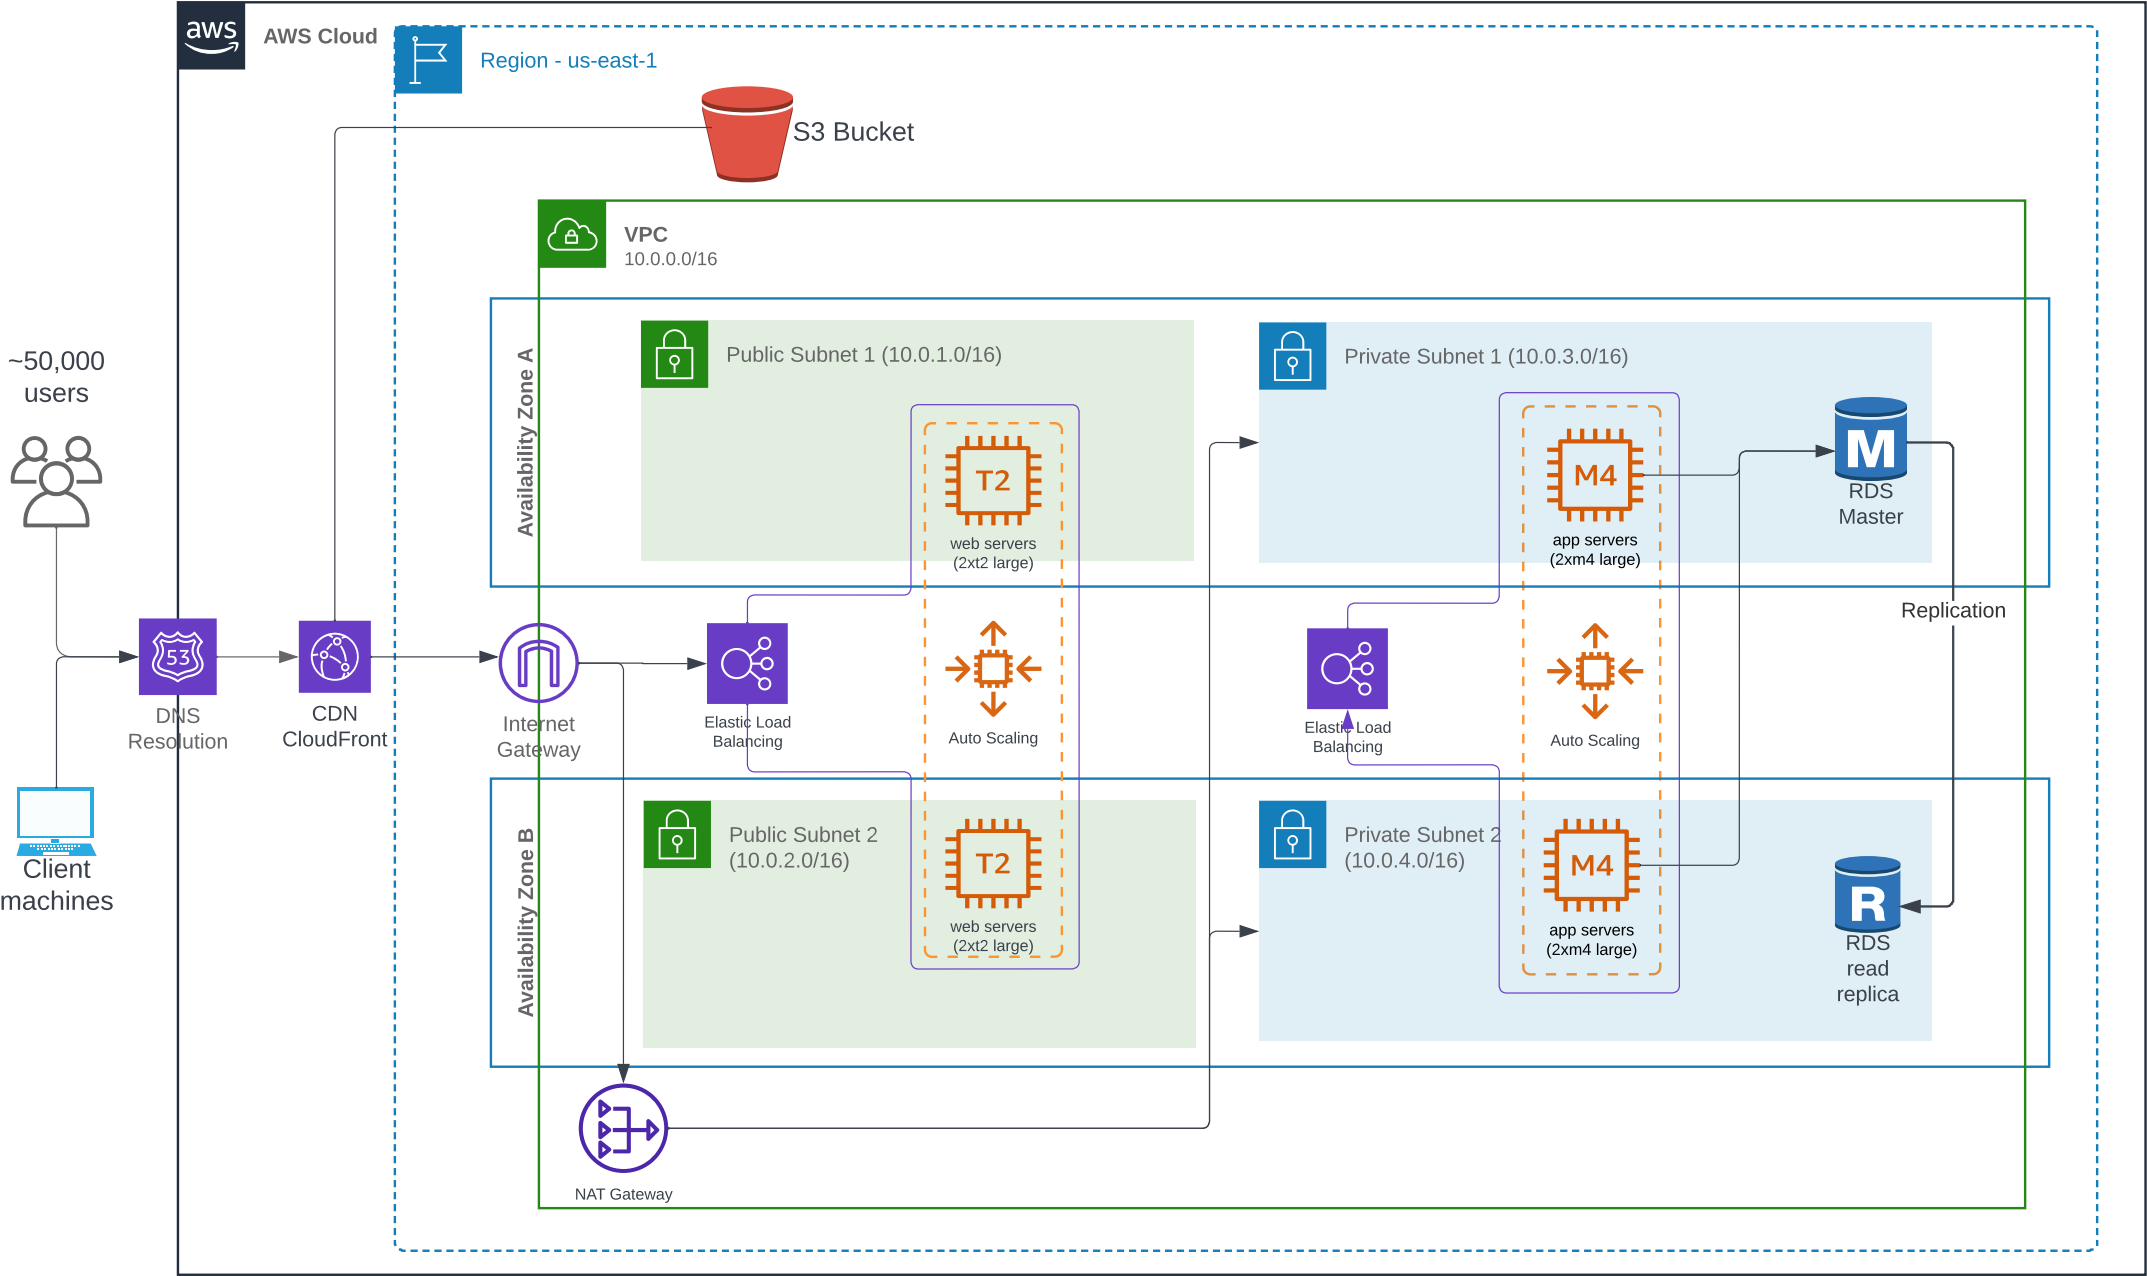 aws
AWS Cloud
Region - us-east-1
S3 Bucket
VPC
10.0.0.0/16
~50,000
users
Availability Zone A
Public Subnet 1 (10.0.1.0/16)
T2
web servers
(2xt2 large)
Private Subnet 1 (10.0.3.0/16)
M4
app servers
(2xm4 large)
M
RDS
Master
Replication
53
DNS
Resolution
CDN
CloudFront
Internet
Gateway
Elastic Load
Balancing
Auto Scaling
Elastic Load
Balancing
Auto Scaling
Client
machines
Availability Zone B
Public Subnet 2
(10.0.2.0/16)
T2
web servers
(2xt2 large)
Private Subnet 2
(10.0.4.0/16)
M4
app servers
(2xm4 large)
R
RDS
read
replica
NAT Gateway